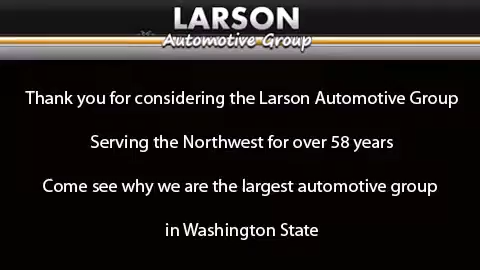 LARSON
Automotive Group
Thank you for considering the Larson Automotive Group
Serving the Northwest for over 58 years
Come see why we are the largest automotive group
in Washington State